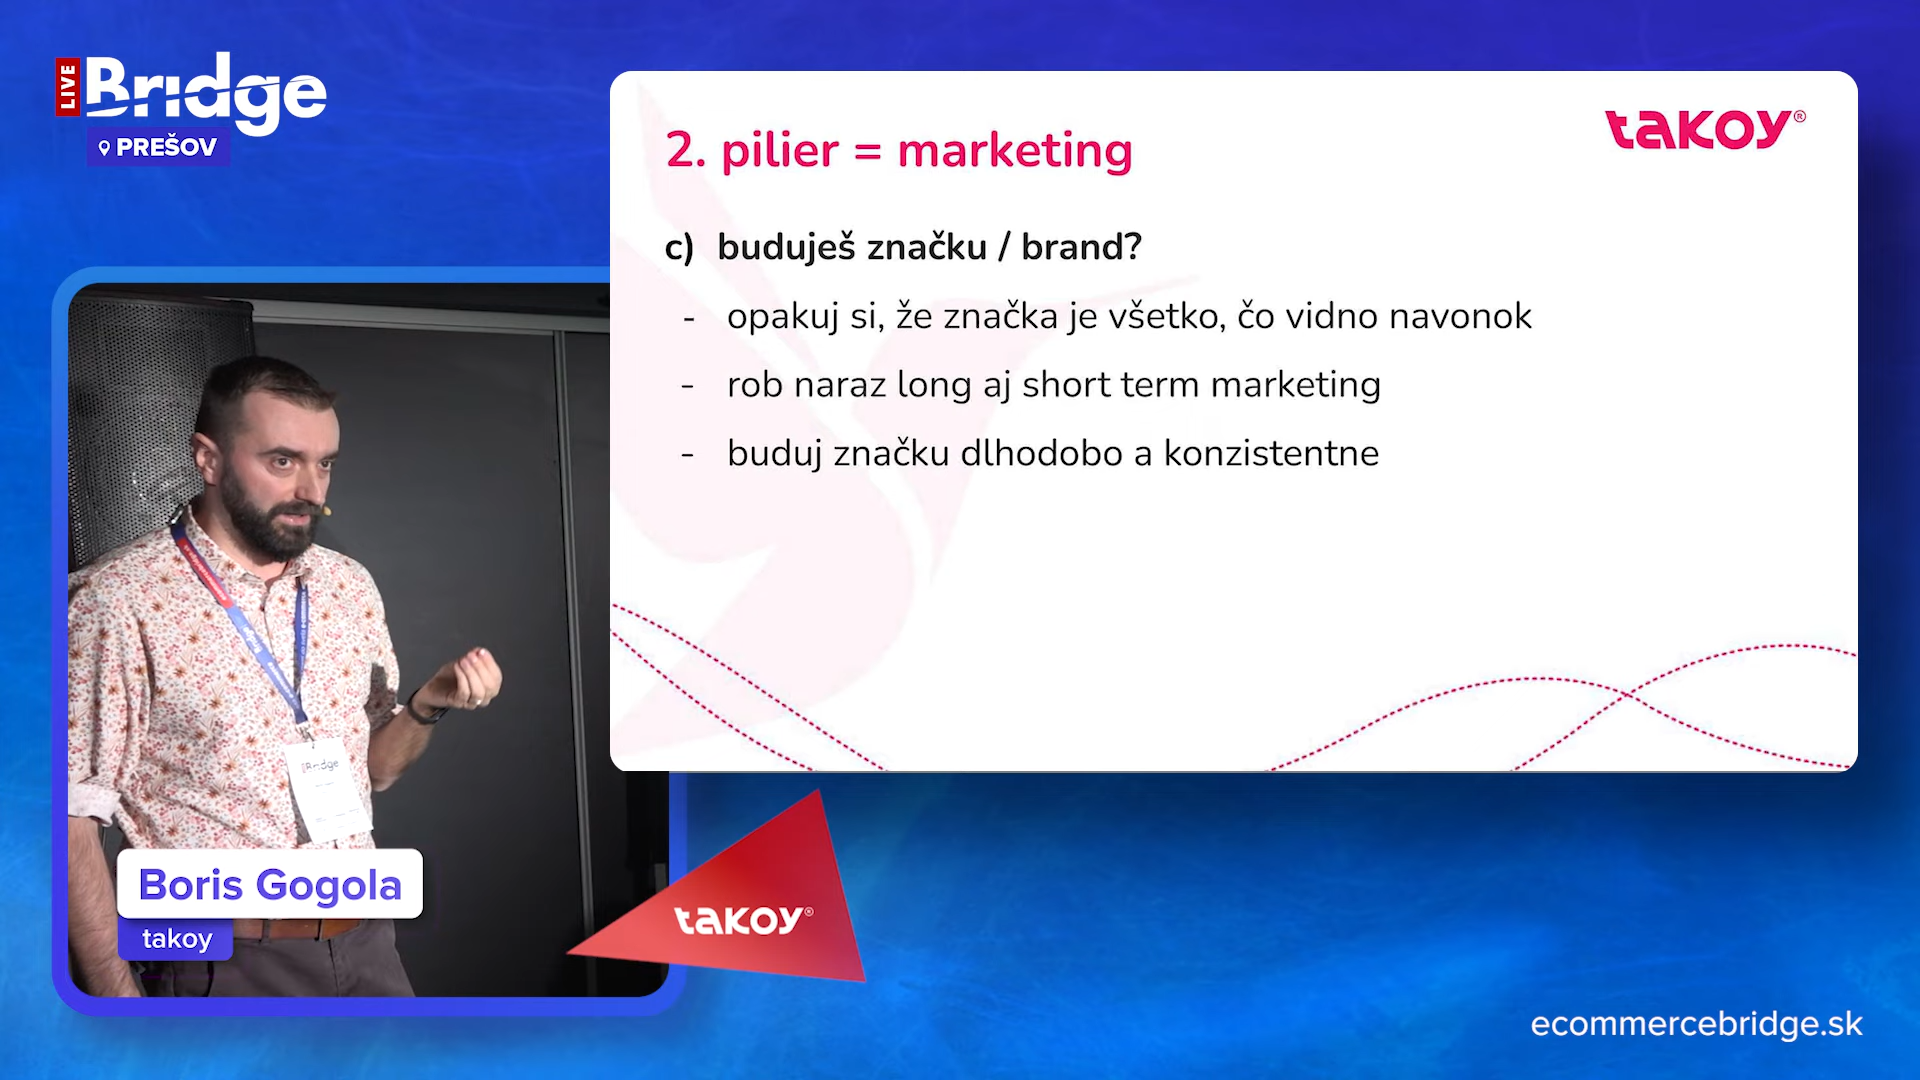 LIVE
Bridge
PREŠOV
takoy®
2. pilier = marketing
c) buduješ značku / brand?
- opakuj si, že značka je všetko, čo vidno navonok
- rob naraz long aj short term marketing
- buduj značku dlhodobo a konzistentne
Bridge
Boris Gogola
takoy
takoy®
ecommercebridge.sk